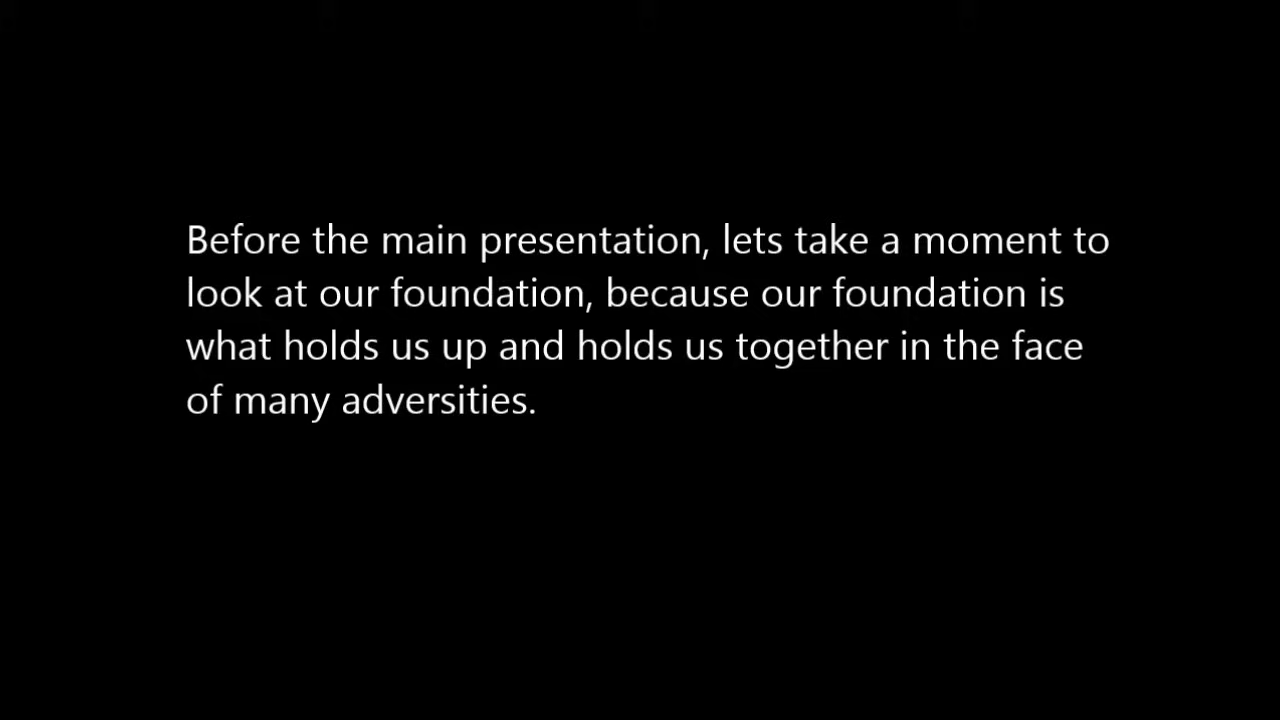 Before the main presentation, lets take a moment to
look at our foundation, because our foundation is
what holds us up and holds us together in the face
of many adversities.